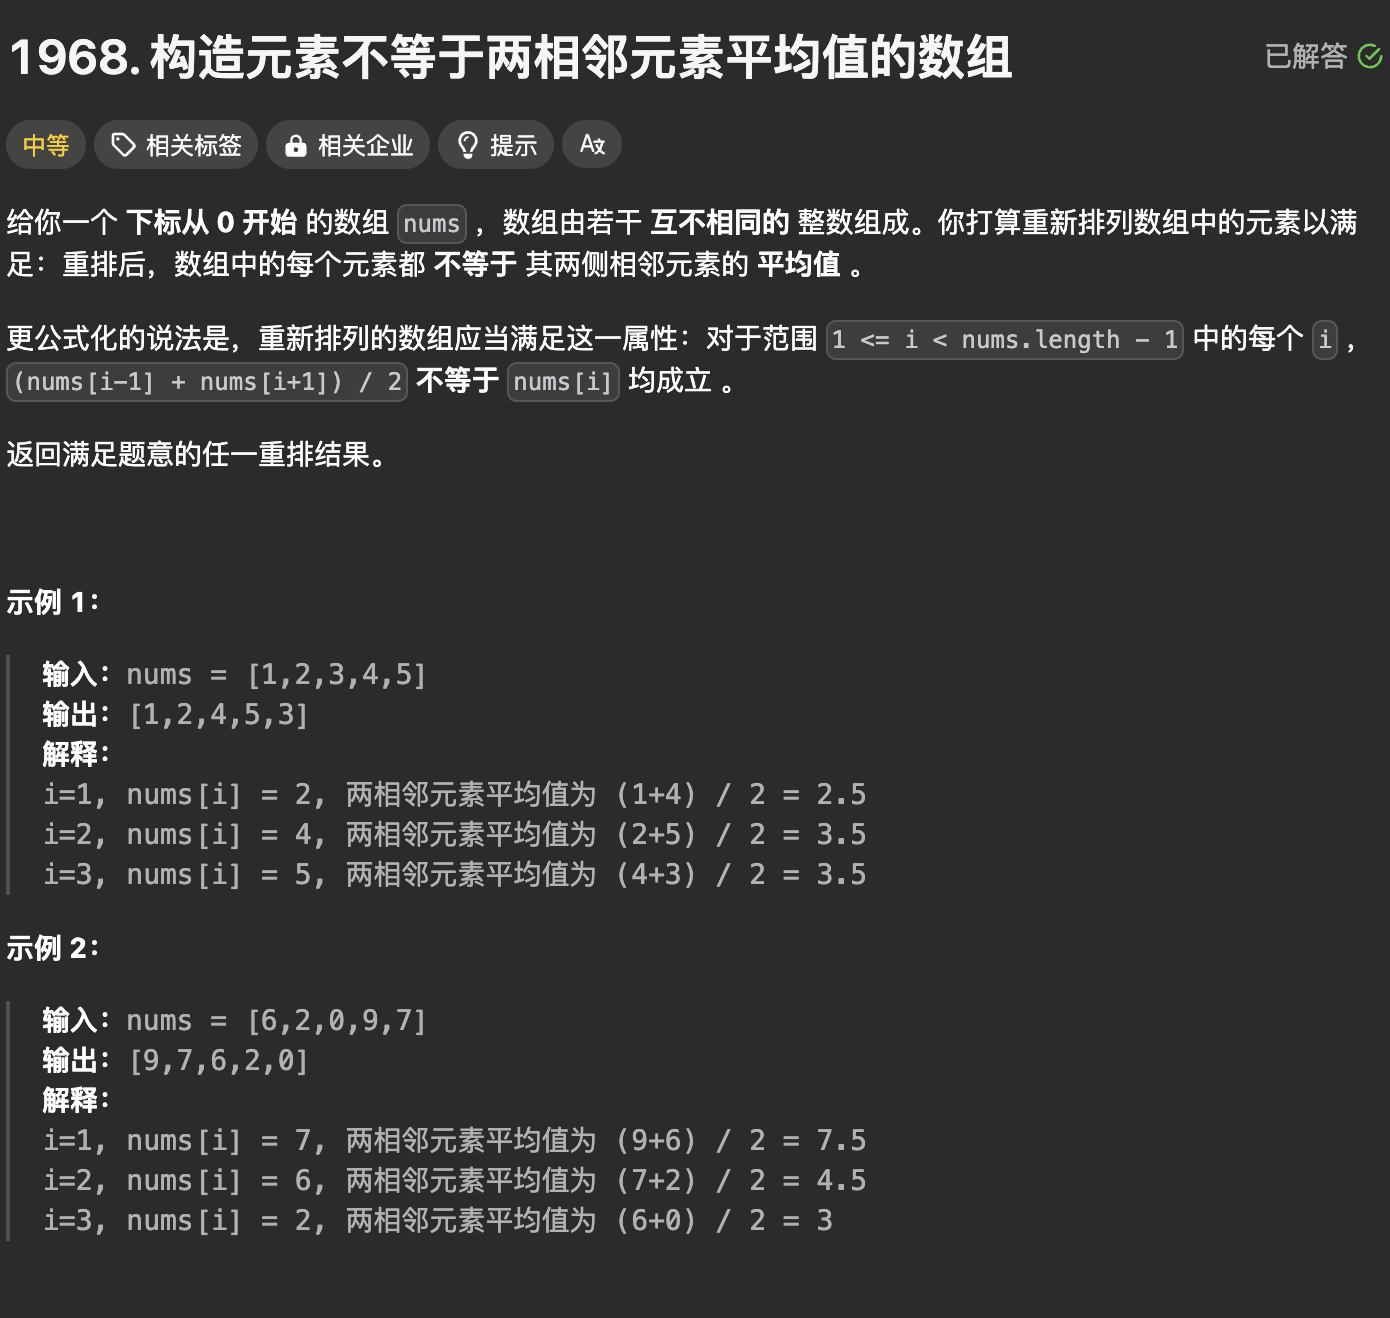 1968. 构造元素不等于两相邻元素平均值的数组
已解答
中等 相关标签 相关企业 提示
给你一个 下标从 0 开始 的数组 nums ，数组由若干 互不相同的 整数组成。你打算重新排列数组中的元素以满
足：重排后，数组中的每个元素都 不等于 其两侧相邻元素的 平均值 。
更公式化的说法是，重新排列的数组应当满足这一属性：对于范围 1 <= i < nums.length - 1 中的每个 i ，
(nums[i-1] + nums[i+1]) / 2 不等于 nums[i] 均成立 。
返回满足题意的任一重排结果。
示例 1：
输入：nums = [1,2,3,4,5]
输出：[1,2,4,5,3]
解释：
i=1, nums[i] = 2, 两相邻元素平均值为 (1+4) / 2 = 2.5
i=2, nums[i] = 4, 两相邻元素平均值为 (2+5) / 2 = 3.5
i=3, nums[i] = 5, 两相邻元素平均值为 (4+3) / 2 = 3.5
示例 2：
输入：nums = [6,2,0,9,7]
输出：[9,7,6,2,0]
解释：
i=1, nums[i] = 7, 两相邻元素平均值为 (9+6) / 2 = 7.5
i=2, nums[i] = 6, 两相邻元素平均值为 (7+2) / 2 = 4.5
i=3, nums[i] = 2, 两相邻元素平均值为 (6+0) / 2 = 3